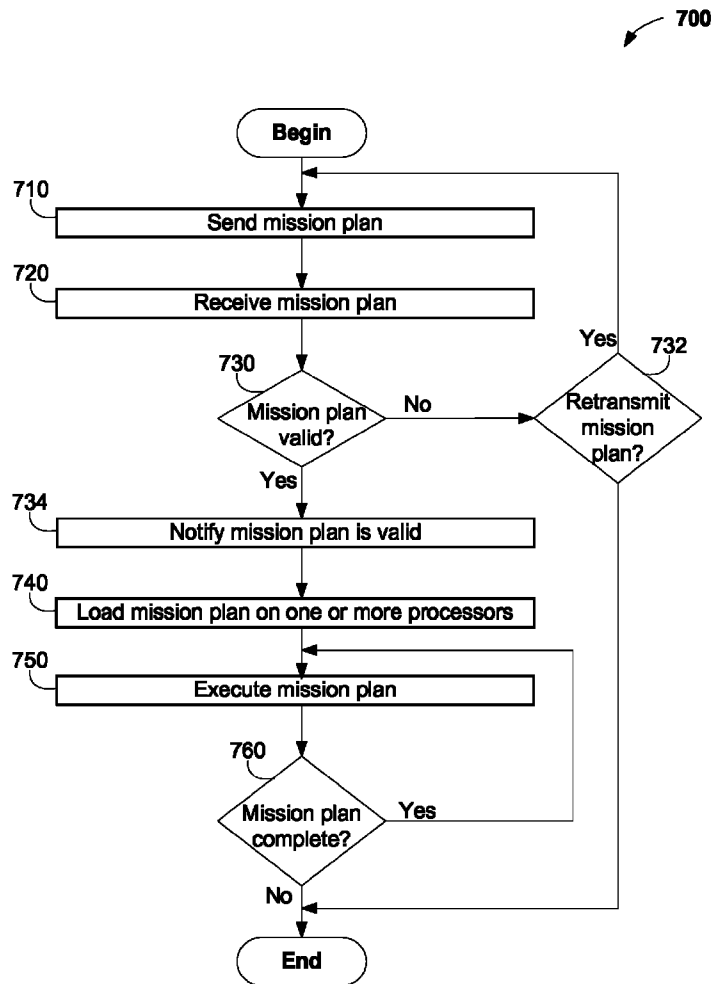 700
Begin
710
Send mission plan
720
Receive mission plan
Yes
730
732
Mission plan
valid?
No
Retransmit
mission
plan?
Yes
734
Notify mission plan is valid
740
Load mission plan on one or more processors
750
Execute mission plan
760
Mission plan
complete?
Yes
No
End